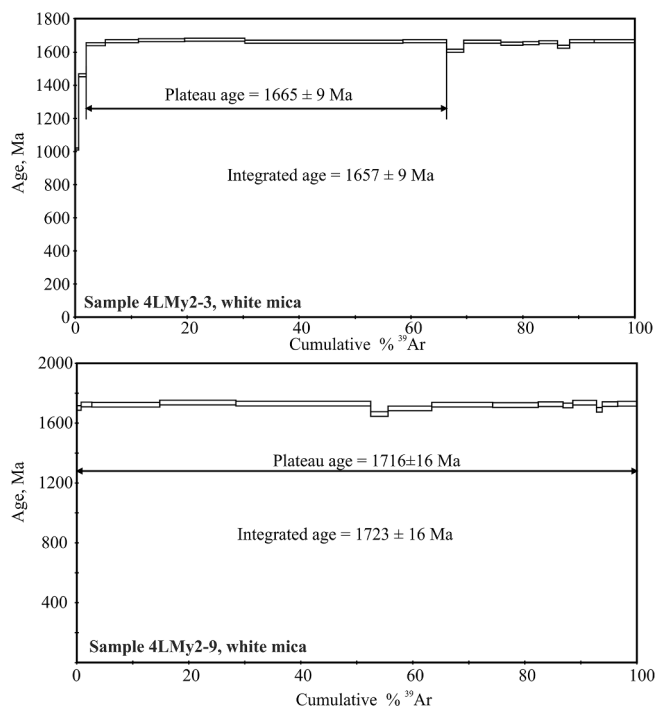 1800
1600
1400
1200
1000
800
600
400
200
0
Age, Ma
Plateau age = 1665 ± 9 Ma
Integrated age = 1657 ± 9 Ma
Sample 4LMy2-3, white mica
0 20 40 60 80 100
Cumulative % ³⁹Ar
2000
1600
1200
800
400
Age, Ma
Plateau age = 1716±16 Ma
Integrated age = 1723 ± 16 Ma
Sample 4LMy2-9, white mica
0 20 40 60 80 100
Cumulative % ³⁹Ar